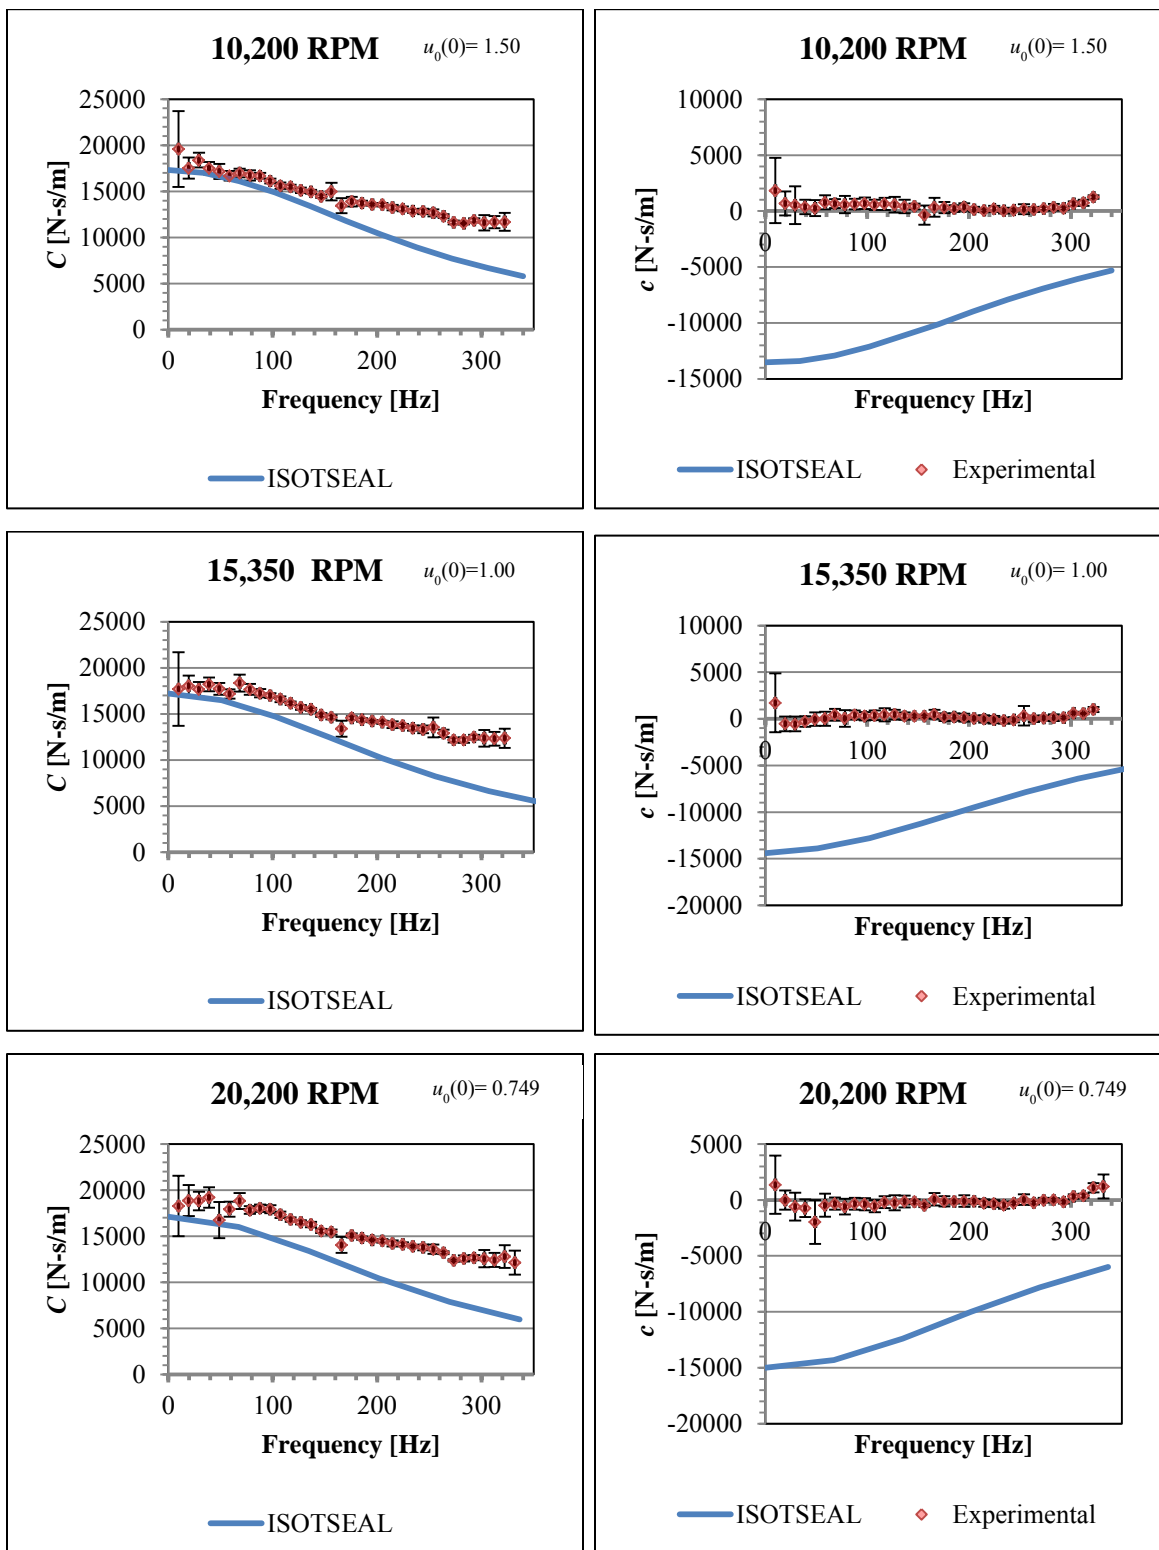 10,200 RPM u0(0)= 1.50
25000
20000
15000
10000
5000
0
C [N-s/m]
0 100 200 300
Frequency [Hz]
ISOTSEAL
10,200 RPM u0(0)= 1.50
10000
5000
0
-5000
-10000
-15000
c [N-s/m]
0 100 200 300
Frequency [Hz]
ISOTSEAL Experimental
15,350 RPM u0(0)=1.00
25000
20000
15000
10000
5000
0
C [N-s/m]
0 100 200 300
Frequency [Hz]
ISOTSEAL
15,350 RPM u0(0)= 1.00
10000
5000
0
-5000
-10000
-15000
-20000
c [N-s/m]
0 100 200 300
Frequency [Hz]
ISOTSEAL Experimental
20,200 RPM u0(0)= 0.749
25000
20000
15000
10000
5000
0
C [N-s/m]
0 100 200 300
Frequency [Hz]
ISOTSEAL
20,200 RPM u0(0)= 0.749
5000
0
-5000
-10000
-15000
-20000
c [N-s/m]
0 100 200 300
Frequency [Hz]
ISOTSEAL Experimental